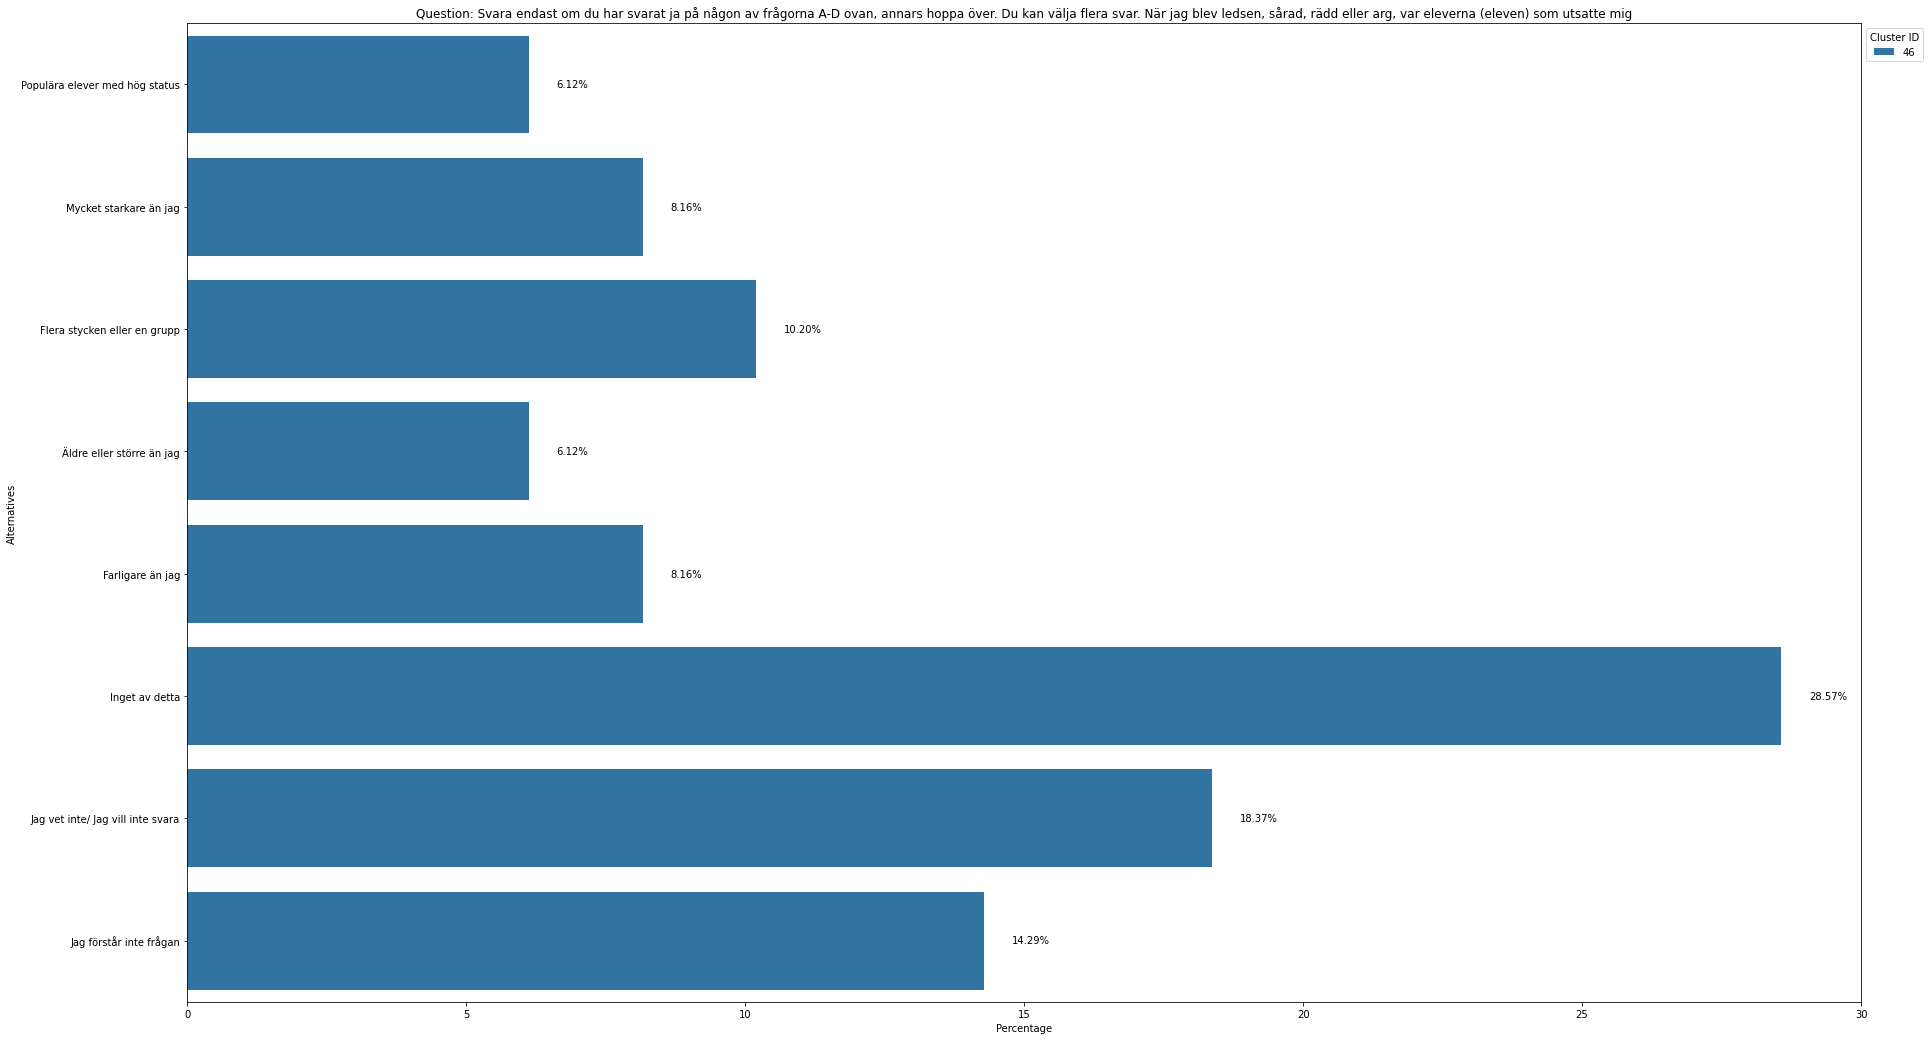 Question: Svara endast om du har svarat ja på någon av frågorna A-D ovan, annars hoppa över. Du kan välja flera svar. När jag blev ledsen, sårad, rädd eller arg, var eleverna (eleven) som utsatte mig
Cluster ID
46
Populära elever med hög status
6.12%
Mycket starkare än jag
8.16%
Flera stycken eller en grupp
10.20%
Äldre eller större än jag
6.12%
Farligare än jag
8.16%
Inget av detta
28.57%
Jag vet inte/ Jag vill inte svara
18.37%
Jag förstår inte frågan
14.29%
Alternatives
0 5 10 15 20 25 30
Percentage